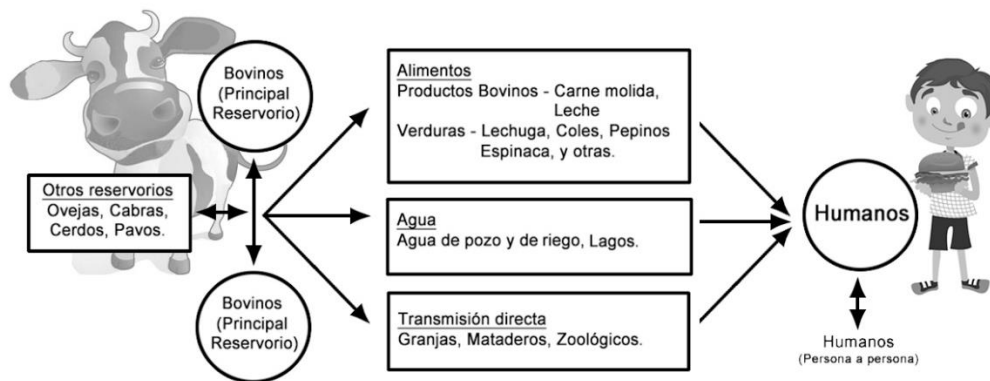 Bovinos
(Principal
Reservorio)
Otros reservorios
Ovejas, Cabras,
Cerdos, Pavos.
Bovinos
(Principal
Reservorio)
Alimentos
Productos Bovinos - Carne molida,
Leche
Verduras - Lechuga, Coles, Pepinos
Espinaca, y otras.
Agua
Agua de pozo y de riego, Lagos.
Transmisión directa
Granjas, Mataderos, Zoológicos.
Humanos
Humanos
(Persona a persona)